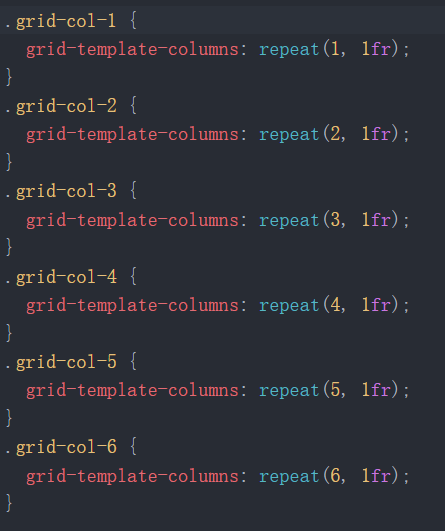 .grid-col-1 {
  grid-template-columns: repeat(1, 1fr);
}
.grid-col-2 {
  grid-template-columns: repeat(2, 1fr);
}
.grid-col-3 {
  grid-template-columns: repeat(3, 1fr);
}
.grid-col-4 {
  grid-template-columns: repeat(4, 1fr);
}
.grid-col-5 {
  grid-template-columns: repeat(5, 1fr);
}
.grid-col-6 {
  grid-template-columns: repeat(6, 1fr);
}